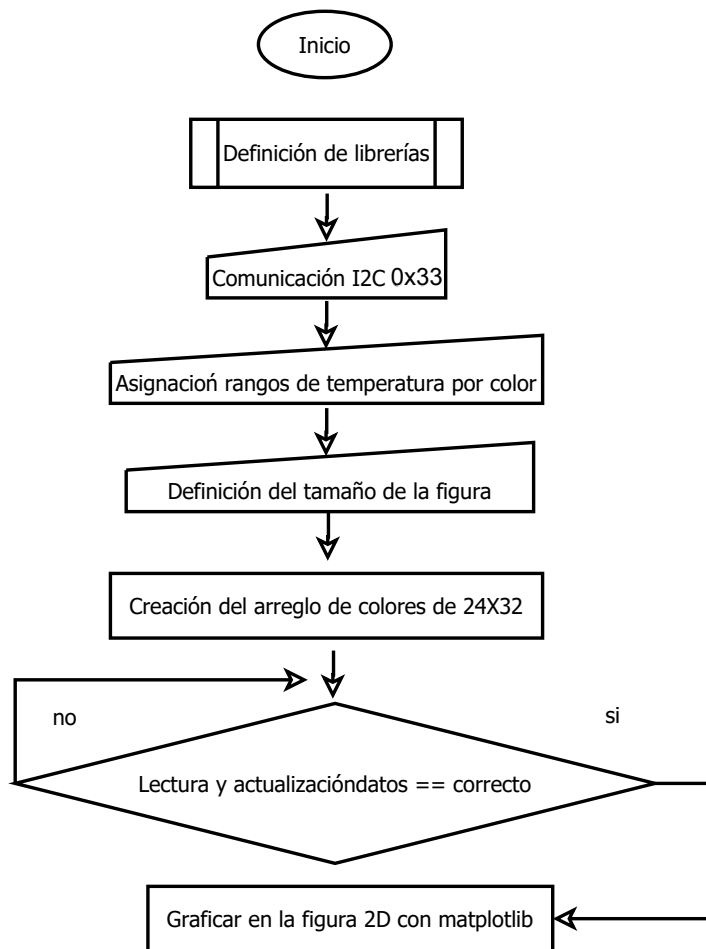 Inicio
Definición de librerías
Comunicación I2C 0x33
Asignacioń rangos de temperatura por color
Definición del tamaño de la figura
Creación del arreglo de colores de 24X32
no
si
Lectura y actualizacióndatos == correcto
Graficar en la figura 2D con matplotlib